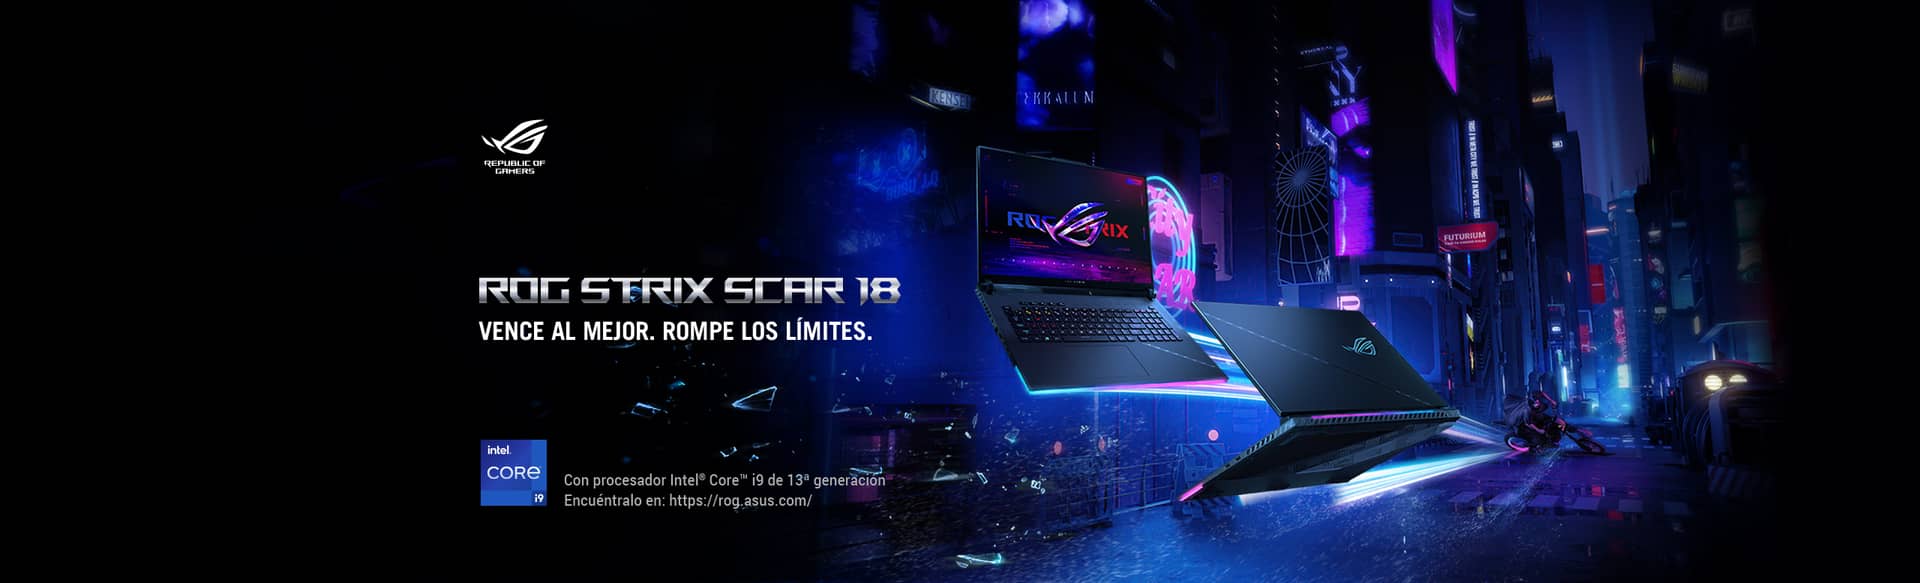 REPUBLIC OF
GAMERS
ROG STRIX SCAR 18
VENCE AL MEJOR. ROMPE LOS LÍMITES.
intel.
CORE
i9
Con procesador Intel® Core™ i9 de 13ª generación
Encuéntralo en: https://rog.asus.com/
KENSEI
ROG STRIX
FUTURIUM